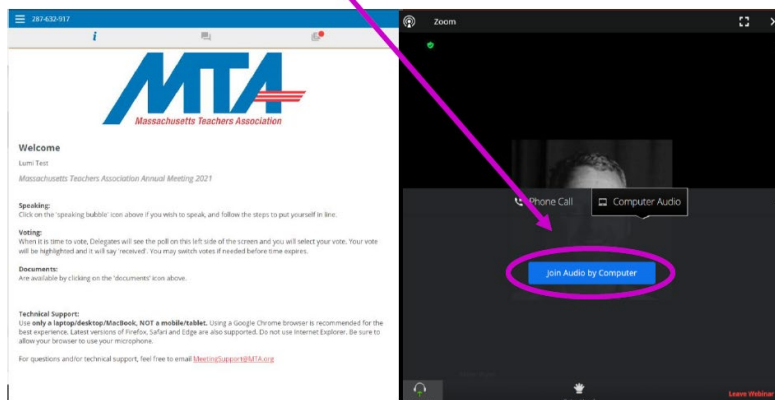 287-632-917
i
MTA
Massachusetts Teachers Association
Welcome
Lumi Test
Massachusetts Teachers Association Annual Meeting 2021
Speaking:
Click on the 'speaking bubble' icon above if you wish to speak, and follow the steps to put yourself in line.
Voting:
When it is time to vote, Delegates will see the poll on this left side of the screen and you will select your vote. Your vote
will be highlighted and it will say 'received'. You may switch votes if needed before time expires.
Documents:
Are available by clicking on the 'documents' icon above.
Technical Support:
Use only a laptop/desktop/MacBook, NOT a mobile/tablet. Using a Google Chrome browser is recommended for the
best experience. Latest versions of Firefox, Safari and Edge are also supported. Do not use Internet Explorer. Be sure to
allow your browser to use your microphone.
For questions and/or technical support, feel free to email MeetingSupport@MTA.org
Zoom
Phone Call
Computer Audio
Join Audio by Computer
Leave Webinar